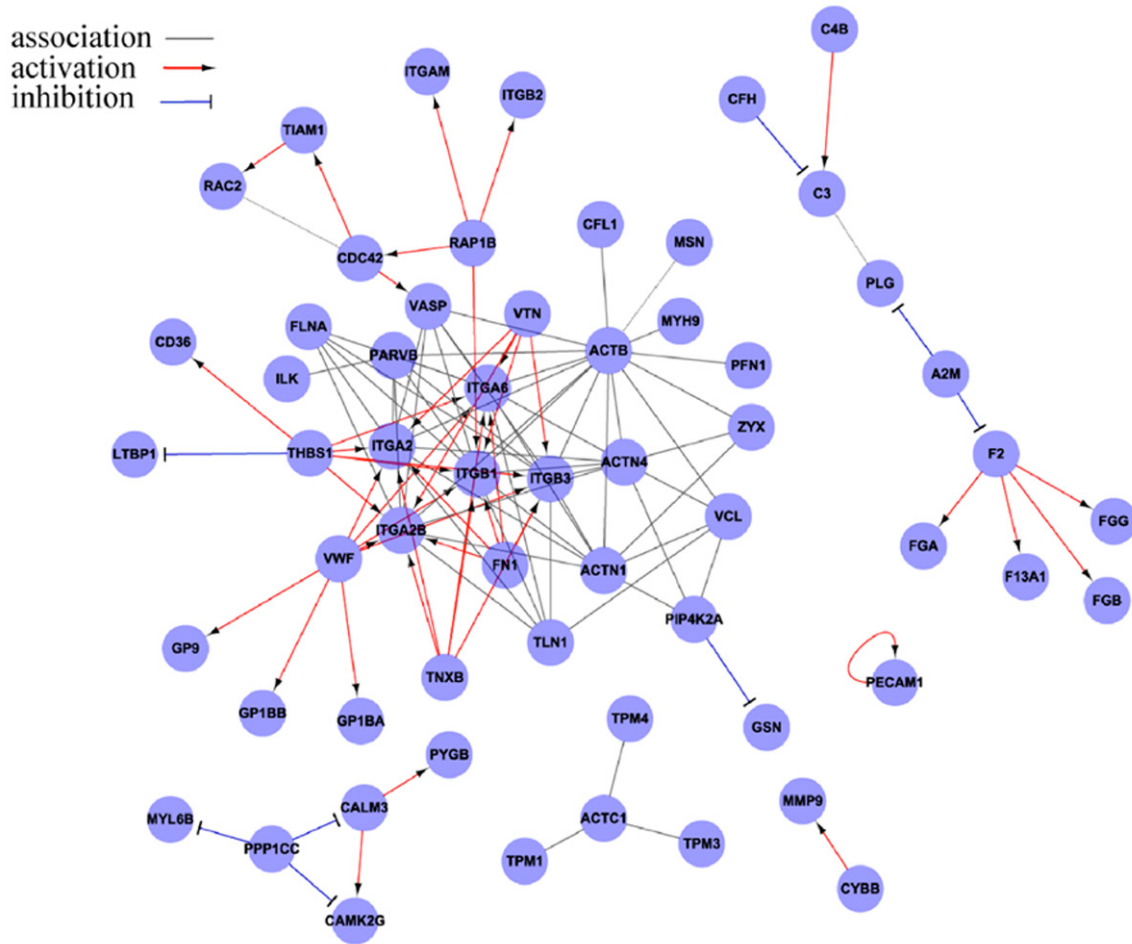 association
activation
inhibition
C4B
ITGAM
ITGB2
CFH
TIAM1
RAC2
C3
CFL1
MSN
RAP1B
CDC42
PLG
VASP
VTN
FLNA
MYH9
CD36
PARVB
ACTB
PFN1
ILK
ITGA6
A2M
ZYX
LTBP1
THBS1
ITGA2
ITGB1
ITGB3
ACTN4
F2
VCL
FGG
ITGA2B
FGA
VWF
FN1
ACTN1
F13A1
FGB
PIP4K2A
GP9
TLN1
TNXB
PECAM1
GP1BB
GP1BA
TPM4
GSN
PYGB
MMP9
MYL6B
CALM3
ACTC1
PPP1CC
TPM1
TPM3
CYBB
CAMK2G